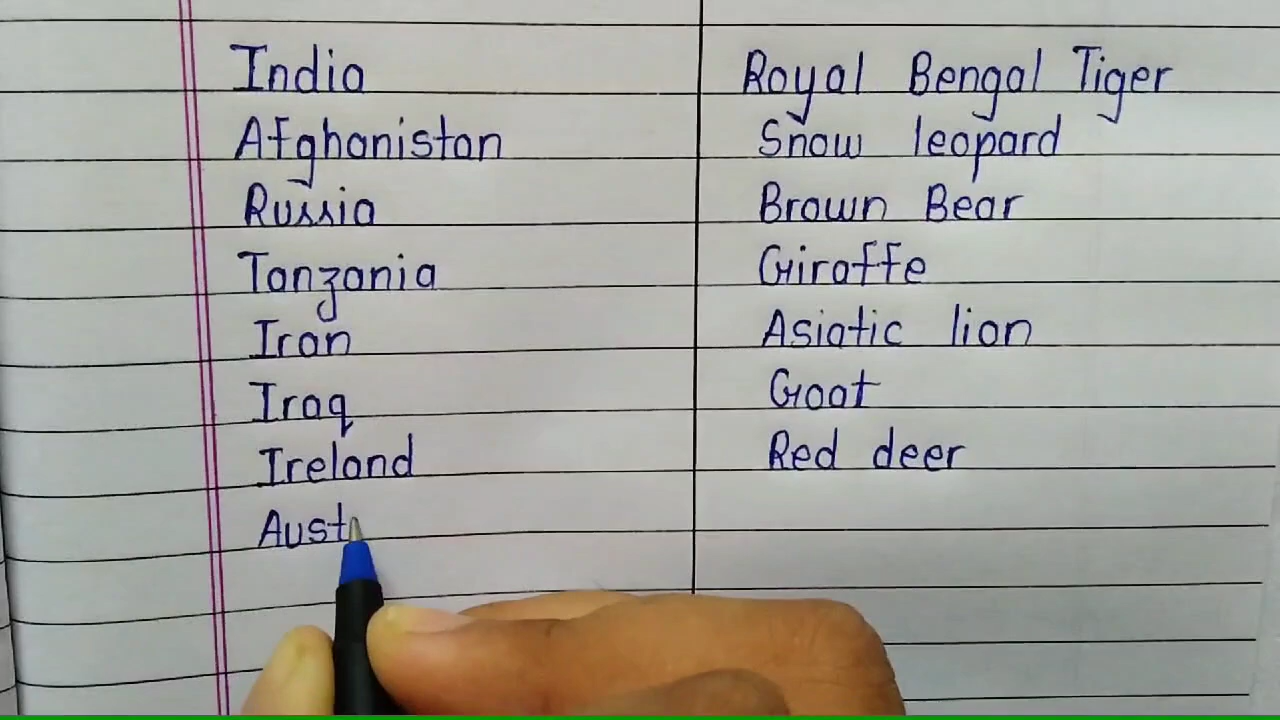 India Royal Bengal Tiger
Afghanistan Snow leopard
Russia Brown Bear
Tanzania Giraffe
Iran Asiatic lion
Iraq Goat
Ireland Red deer
Aust